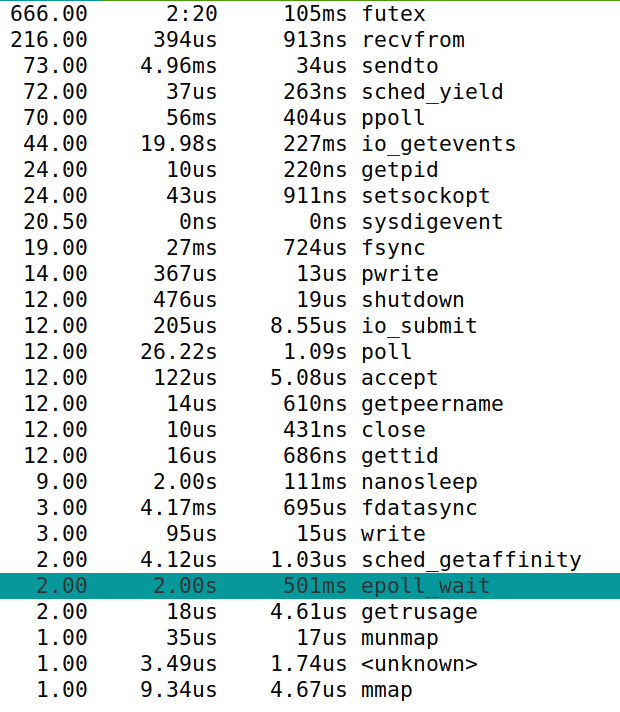 666.00 2:20 105ms futex
216.00 394us 913ns recvfrom
73.00 4.96ms 34us sendto
72.00 37us 263ns sched_yield
70.00 56ms 404us ppoll
44.00 19.98s 227ms io_getevents
24.00 10us 220ns getpid
24.00 43us 911ns setsockopt
20.50 0ns 0ns sysdigevent
19.00 27ms 724us fsync
14.00 367us 13us pwrite
12.00 476us 19us shutdown
12.00 205us 8.55us io_submit
12.00 26.22s 1.09s poll
12.00 122us 5.08us accept
12.00 14us 610ns getpeername
12.00 10us 431ns close
12.00 16us 686ns gettid
9.00 2.00s 111ms nanosleep
3.00 4.17ms 695us fdatasync
3.00 95us 15us write
2.00 4.12us 1.03us sched_getaffinity
2.00 2.00s 501ms epoll_wait
2.00 18us 4.61us getrusage
1.00 35us 17us munmap
1.00 3.49us 1.74us <unknown>
1.00 9.34us 4.67us mmap